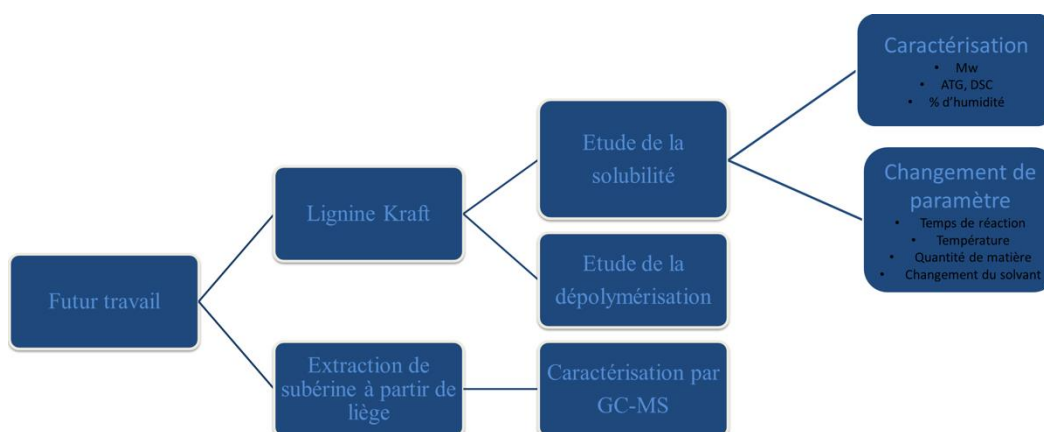 Futur travail
Lignine Kraft
Extraction de
subérine à partir de
liège
Etude de la
solubilité
Etude de la
dépolymérisation
Caractérisation par
GC-MS
Caractérisation
• Mw
• ATG, DSC
• % d'humidité
Changement de
paramètre
• Temps de réaction
• Température
• Quantité de matière
• Changement du solvant